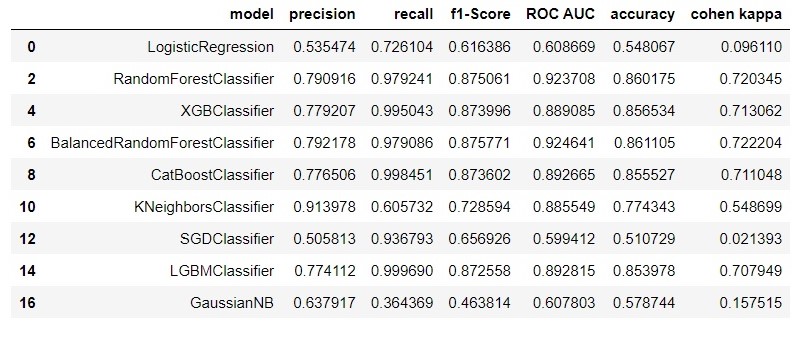 model precision recall f1-Score ROC AUC accuracy cohen kappa
0 LogisticRegression 0.535474 0.726104 0.616386 0.608669 0.548067 0.096110
2 RandomForestClassifier 0.790916 0.979241 0.875061 0.923708 0.860175 0.720345
4 XGBClassifier 0.779207 0.995043 0.873996 0.889085 0.856534 0.713062
6 BalancedRandomForestClassifier 0.792178 0.979086 0.875771 0.924641 0.861105 0.722204
8 CatBoostClassifier 0.776506 0.998451 0.873602 0.892665 0.855527 0.711048
10 KNeighborsClassifier 0.913978 0.605732 0.728594 0.885549 0.774343 0.548699
12 SGDClassifier 0.505813 0.936793 0.656926 0.599412 0.510729 0.021393
14 LGBMClassifier 0.774112 0.999690 0.872558 0.892815 0.853978 0.707949
16 GaussianNB 0.637917 0.364369 0.463814 0.607803 0.578744 0.157515